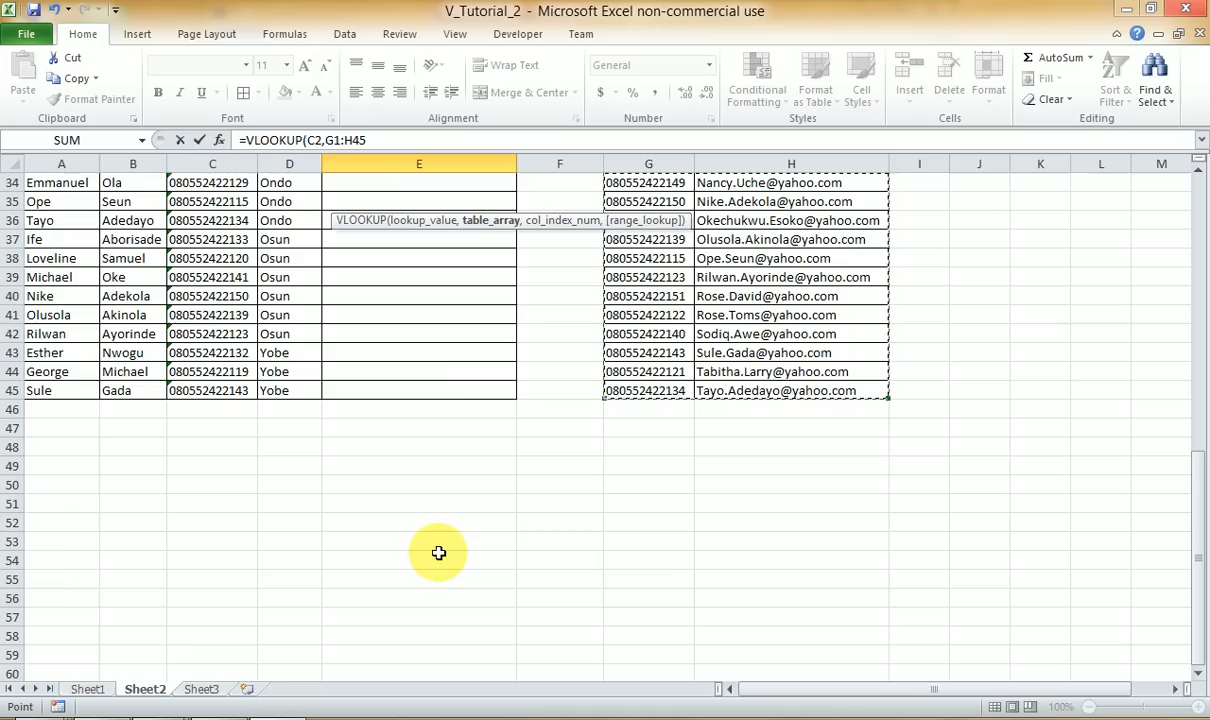 V_Tutorial_2 - Microsoft Excel non-commercial use
File Home Insert Page Layout Formulas Data Review View Developer Team
Paste Cut Copy Format Painter
11 A A Wrap Text General AutoSum
B I U A Merge & Center $ % , Conditional Formatting Format as Table Cell Styles Insert Delete Format Fill Clear Sort & Filter Find & Select
Clipboard Font Alignment Number Styles Cells Editing
SUM fx =VLOOKUP(C2,G1:H45
A B C D E F G H I J K L M
34 Emmanuel Ola 080552422129 Ondo 080552422149 Nancy.Uche@yahoo.com
35 Ope Seun 080552422115 Ondo 080552422150 Nike.Adekola@yahoo.com
36 Tayo Adedayo 080552422134 Ondo VLOOKUP(lookup_value, table_array, col_index_num, [range_lookup]) Okechukwu.Esoko@yahoo.com
37 Ife Aborisade 080552422133 Osun 080552422139 Olusola.Akinola@yahoo.com
38 Loveline Samuel 080552422120 Osun 080552422115 Ope.Seun@yahoo.com
39 Michael Oke 080552422141 Osun 080552422123 Rilwan.Ayorinde@yahoo.com
40 Nike Adekola 080552422150 Osun 080552422151 Rose.David@yahoo.com
41 Olusola Akinola 080552422139 Osun 080552422122 Rose.Toms@yahoo.com
42 Rilwan Ayorinde 080552422123 Osun 080552422140 Sodiq.Awe@yahoo.com
43 Esther Nwogu 080552422132 Yobe 080552422143 Sule.Gada@yahoo.com
44 George Michael 080552422119 Yobe 080552422121 Tabitha.Larry@yahoo.com
45 Sule Gada 080552422143 Yobe 080552422134 Tayo.Adedayo@yahoo.com
46
47
48
49
50
51
52
53
54
55
56
57
58
59
60
Sheet1 Sheet2 Sheet3
Point 100%